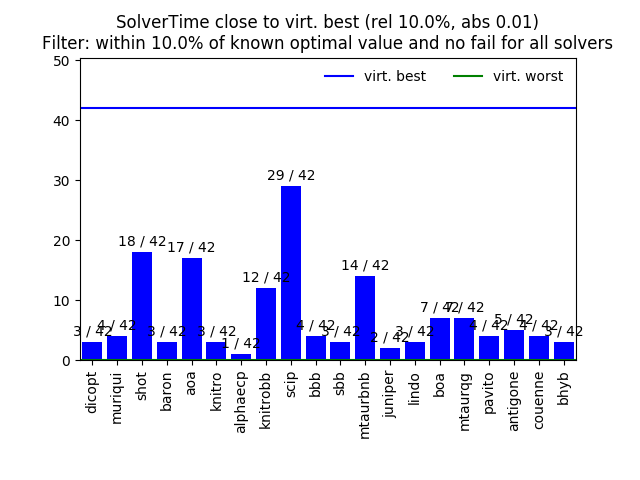 SolverTime close to virt. best (rel 10.0%, abs 0.01)
Filter: within 10.0% of known optimal value and no fail for all solvers
50
virt. best
virt. worst
40
30
20
10
0
3 / 42
4 / 42
18 / 42
3 / 42
17 / 42
3 / 42
1 / 42
12 / 42
29 / 42
4 / 42
3 / 42
14 / 42
2 / 42
3 / 42
7 / 42
7 / 42
4 / 42
5 / 42
4 / 42
3 / 42
dicopt
muriqui
shot
baron
aoa
knitro
alphaecp
knitrobb
scip
bbb
sbb
mtaurbnb
juniper
lindo
boa
mtaurqg
pavito
antigone
couenne
bhyb